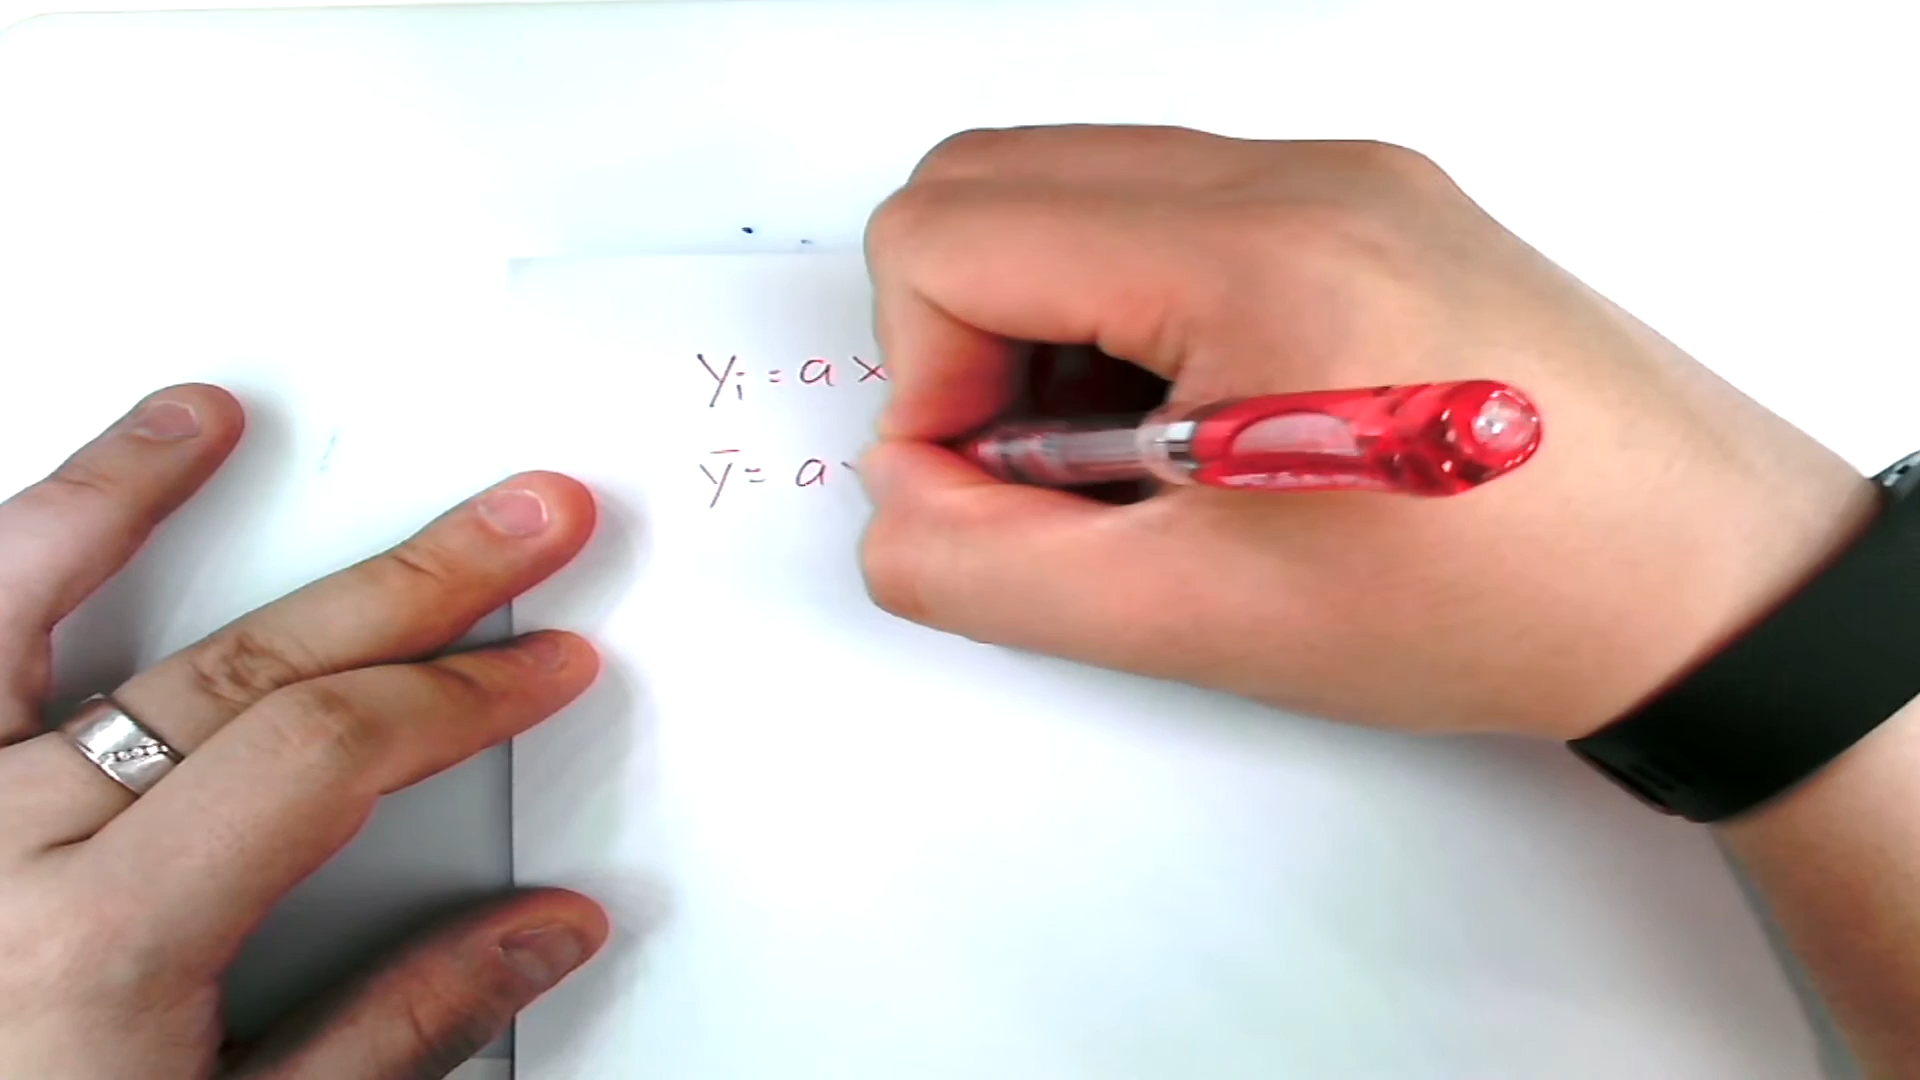 yᵢ = a x
ȳ = a